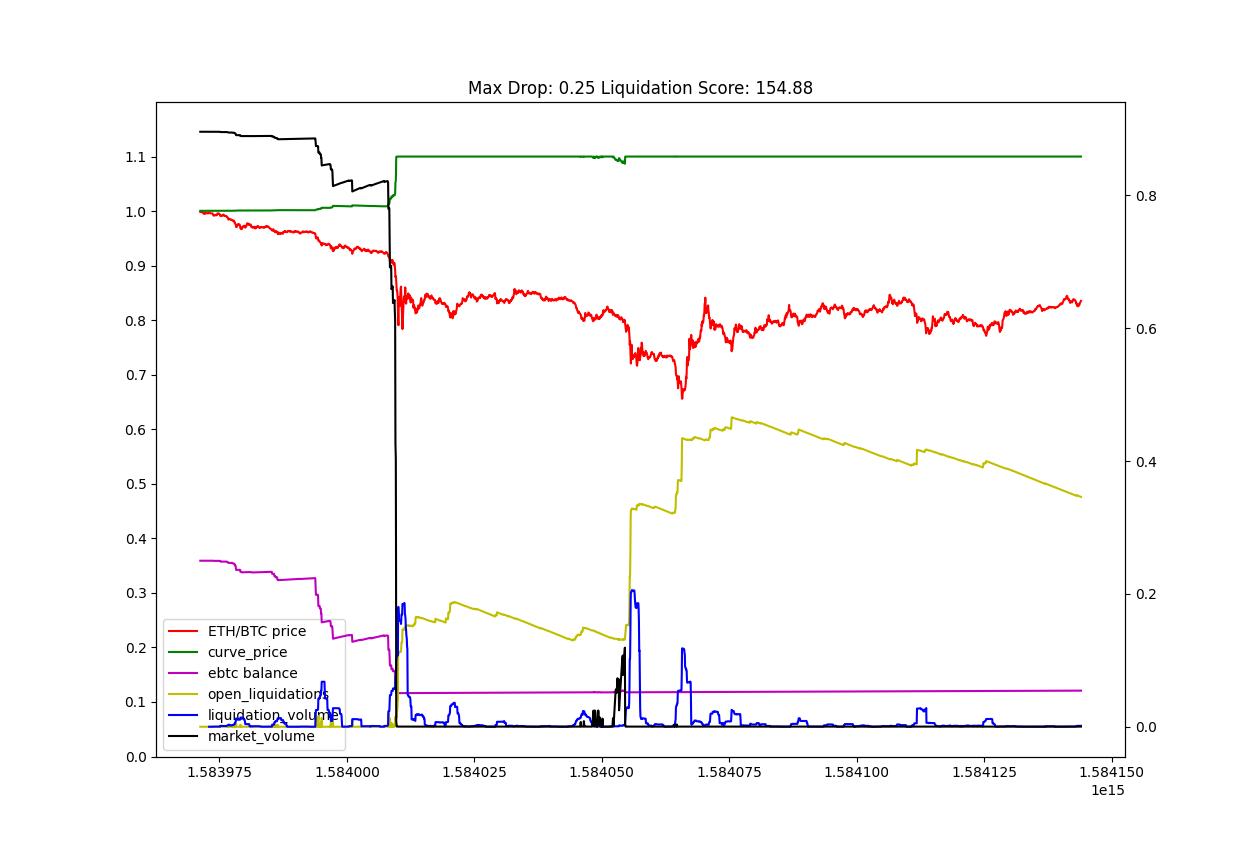 Max Drop: 0.25 Liquidation Score: 154.88
1.1
1.0
0.9
0.8
0.7
0.6
0.5
0.4
0.3
0.2
0.1
0.0
0.8
0.6
0.4
0.2
0.0
ETH/BTC price
curve_price
ebtc balance
open_liquidations
liquidation_volume
market_volume
1.583975 1.584000 1.584025 1.584050 1.584075 1.584100 1.584125 1.584150
1e15